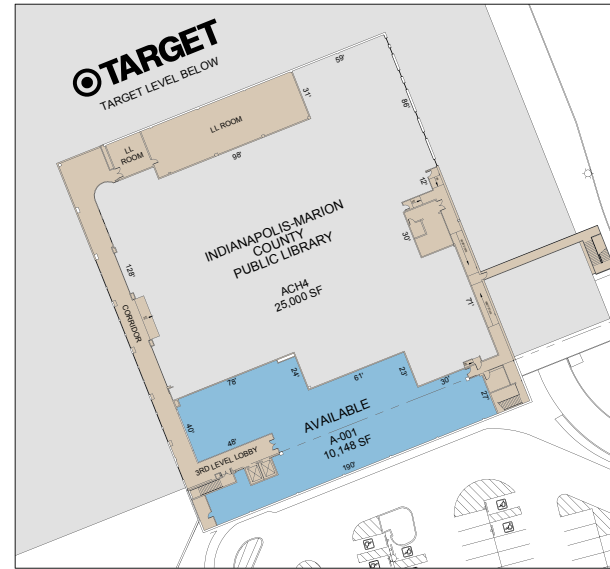 TARGET
TARGET LEVEL BELOW
59'
31'
86'
LL
ROOM
LL ROOM
98'
12'
INDIANAPOLIS-MARION
COUNTY
PUBLIC LIBRARY
30'
128'
ACH4
25,000 SF
CORRIDOR
71'
78'
24'
61'
23'
30'
27'
40'
AVAILABLE
48'
A-001
10,148 SF
3RD LEVEL LOBBY
190'